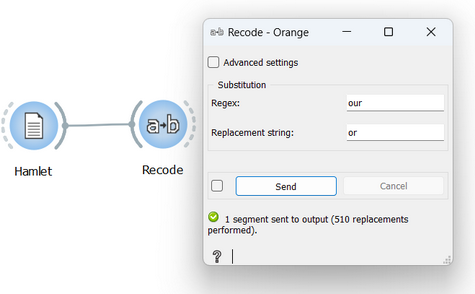 Recode - Orange
Advanced settings
Substitution
Regex: our
Replacement string: or
Send Cancel
1 segment sent to output (510 replacements
performed).
?
a→b
Hamlet
Recode